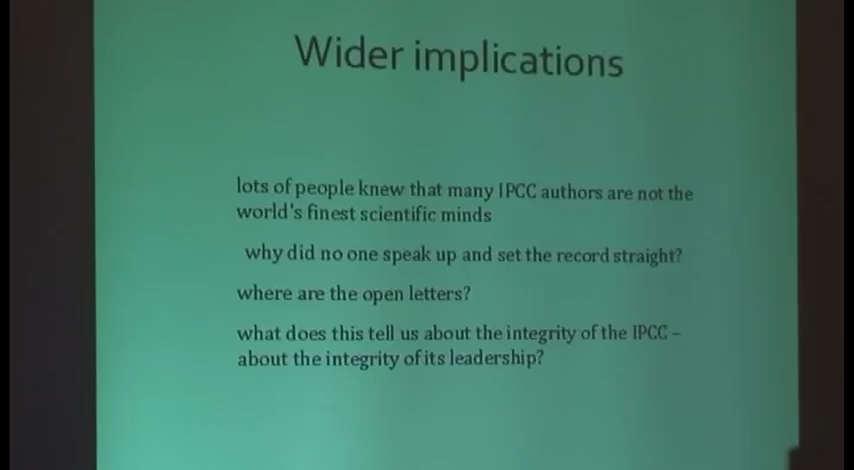 Wider implications
lots of people knew that many IPCC authors are not the
world's finest scientific minds
why did no one speak up and set the record straight?
where are the open letters?
what does this tell us about the integrity of the IPCC –
about the integrity of its leadership?